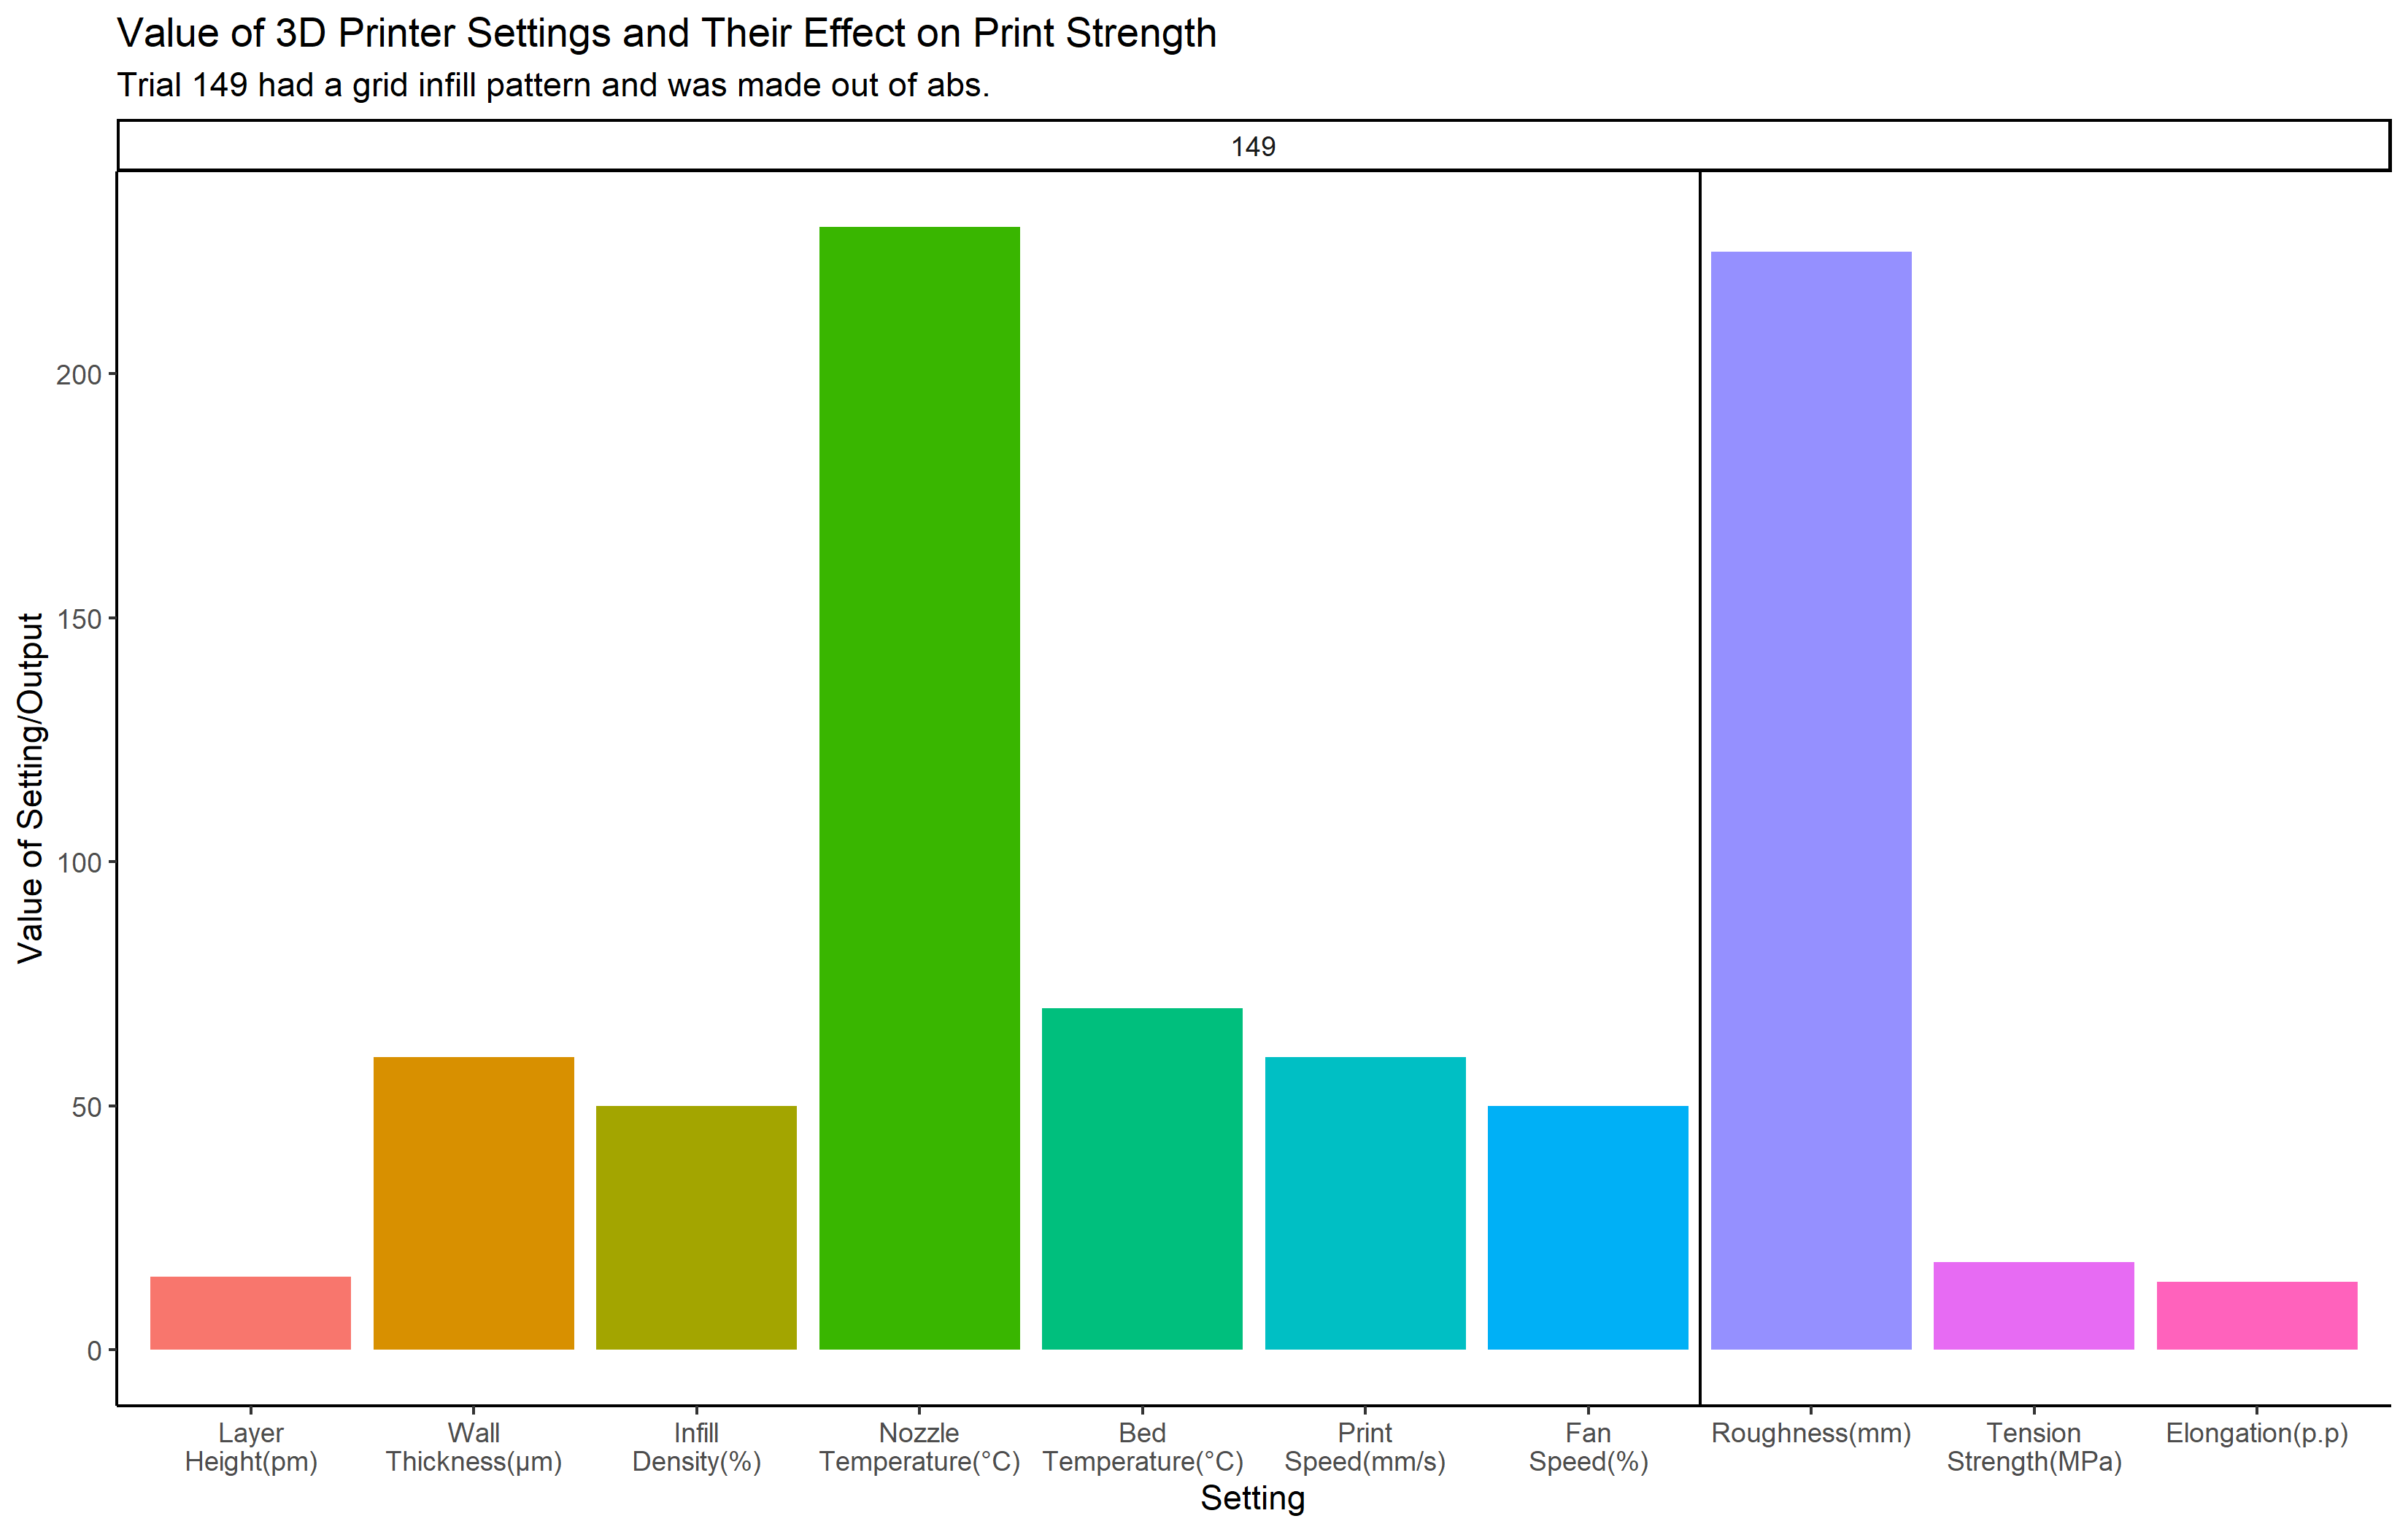 Value of 3D Printer Settings and Their Effect on Print Strength
Trial 149 had a grid infill pattern and was made out of abs.
149
Value of Setting/Output
200
150
100
50
0
Layer
Height(pm)
Wall
Thickness(µm)
Infill
Density(%)
Nozzle
Temperature(°C)
Bed
Temperature(°C)
Print
Speed(mm/s)
Fan
Speed(%)
Roughness(mm)
Tension
Strength(MPa)
Elongation(p.p)
Setting